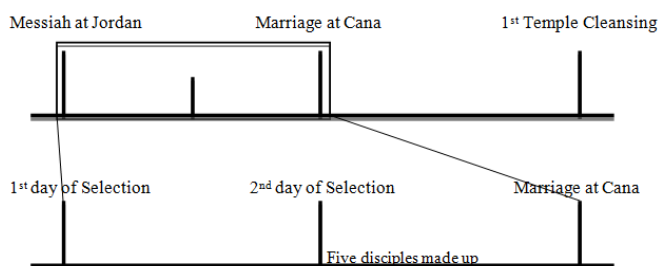 Messiah at Jordan Marriage at Cana 1st Temple Cleansing
1st day of Selection 2nd day of Selection Marriage at Cana
Five disciples made up